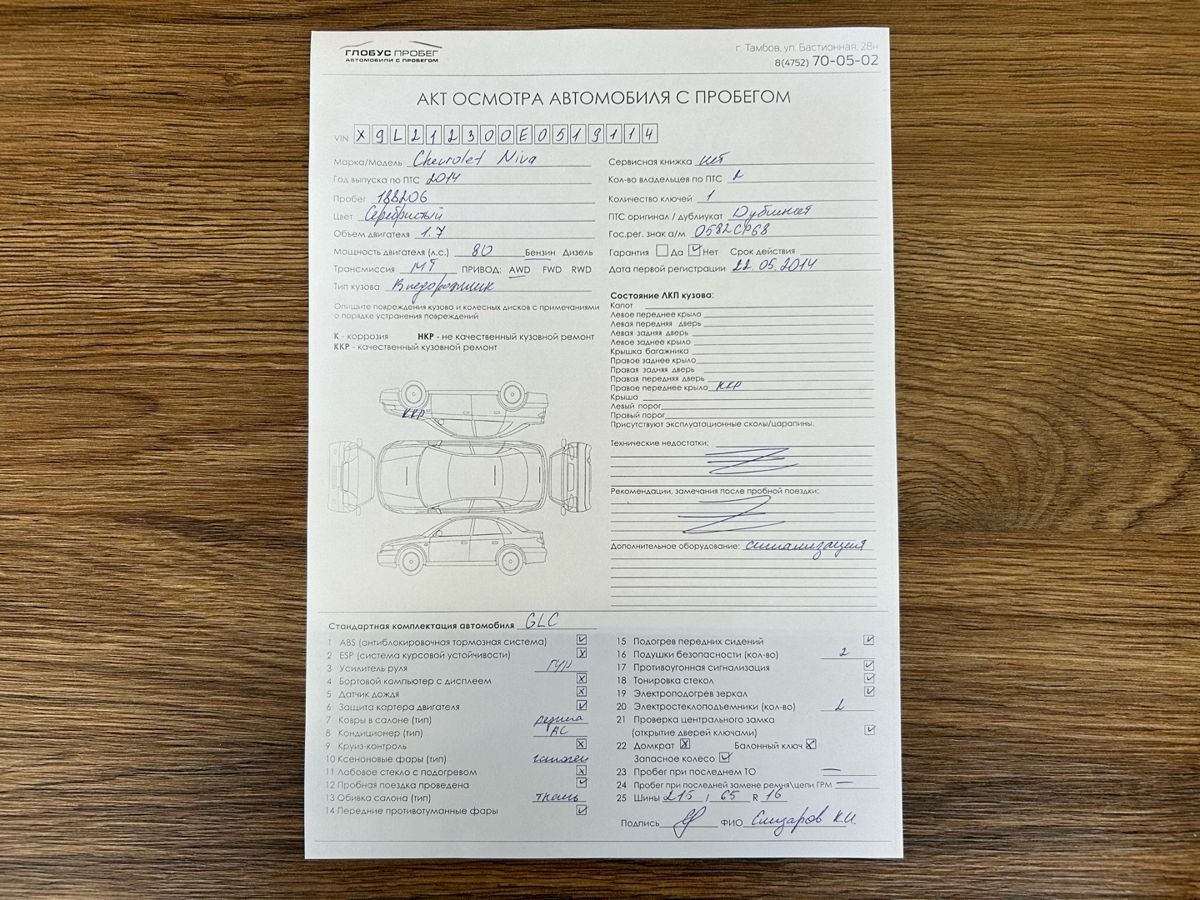 ГЛОБУС ПРОБЕГ
АВТОМОБИЛИ С ПРОБЕГОМ
г. Тамбов, ул. Бастионная, 28н
8(4752) 70-05-02
АКТ ОСМОТРА АВТОМОБИЛЯ С ПРОБЕГОМ
VIN X9L212300E0519114
Марка/Модель Chevrolet Niva
Год выпуска по ПТС 2014
Пробег 188206
Цвет Серебристый
Объем двигателя 1.7
Мощность двигателя (л.с.) 80 Бензин Дизель
Трансмиссия МТ ПРИВОД: AWD FWD RWD
Тип кузова Внедорожник
Опишите повреждения кузова и колесных дисков с примечаниями
о порядке устранения повреждений
К - коррозия НКР - не качественный кузовной ремонт
ККР - качественный кузовной ремонт
ККР
Сервисная книжка нет
Кол-во владельцев по ПТС 2
Количество ключей 1
ПТС оригинал / дубликат Дубликат
Гос.рег. знак а/м О582СР68
Гарантия Да Нет Срок действия
Дата первой регистрации 22.05.2014
Состояние ЛКП кузова:
Капот
Левое переднее крыло
Левая передняя дверь
Левая задняя дверь
Левое заднее крыло
Крышка багажника
Правое заднее крыло
Правая задняя дверь
Правая передняя дверь
Правое переднее крыло ККР
Крыша
Левый порог
Правый порог
Присутствуют эксплуатационные сколы/царапины.
Технические недостатки:
Рекомендации, замечания после пробной поездки:
Дополнительное оборудование: сигнализация
Стандартная комплектация автомобиля GLC
1 ABS (антиблокировочная тормозная система)
2 ESP (система курсовой устойчивости)
3 Усилитель руля ГУР
4 Бортовой компьютер с дисплеем
5 Датчик дождя
6 Защита картера двигателя
7 Ковры в салоне (тип) резина
8 Кондиционер (тип) АС
9 Круиз-контроль
10 Ксеноновые фары (тип)
11 Лобовое стекло с подогревом
12 Пробная поездка проведена
13 Обивка салона (тип) ткань
14 Передние противотуманные фары
15 Подогрев передних сидений
16 Подушки безопасности (кол-во) 2
17 Противоугонная сигнализация
18 Тонировка стекол
19 Электроподогрев зеркал
20 Электростеклоподъемники (кол-во) 2
21 Проверка центрального замка
(открытие дверей ключами)
22 Домкрат Балонный ключ
Запасное колесо
23 Пробег при последнем ТО —
24 Пробег при последней замене ремня\цепи ГРМ —
25 Шины 215 / 65 R 16
Подпись ФИО К.И.